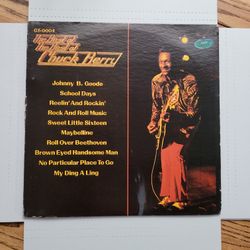 GS-0004
The Best of The Best of
Chuck Berry
Johnny B. Goode
School Days
Reelin' And Rockin'
Rock And Roll Music
Sweet Little Sixteen
Maybelline
Roll Over Beethoven
Brown Eyed Handsome Man
No Particular Place To Go
My Ding A Ling